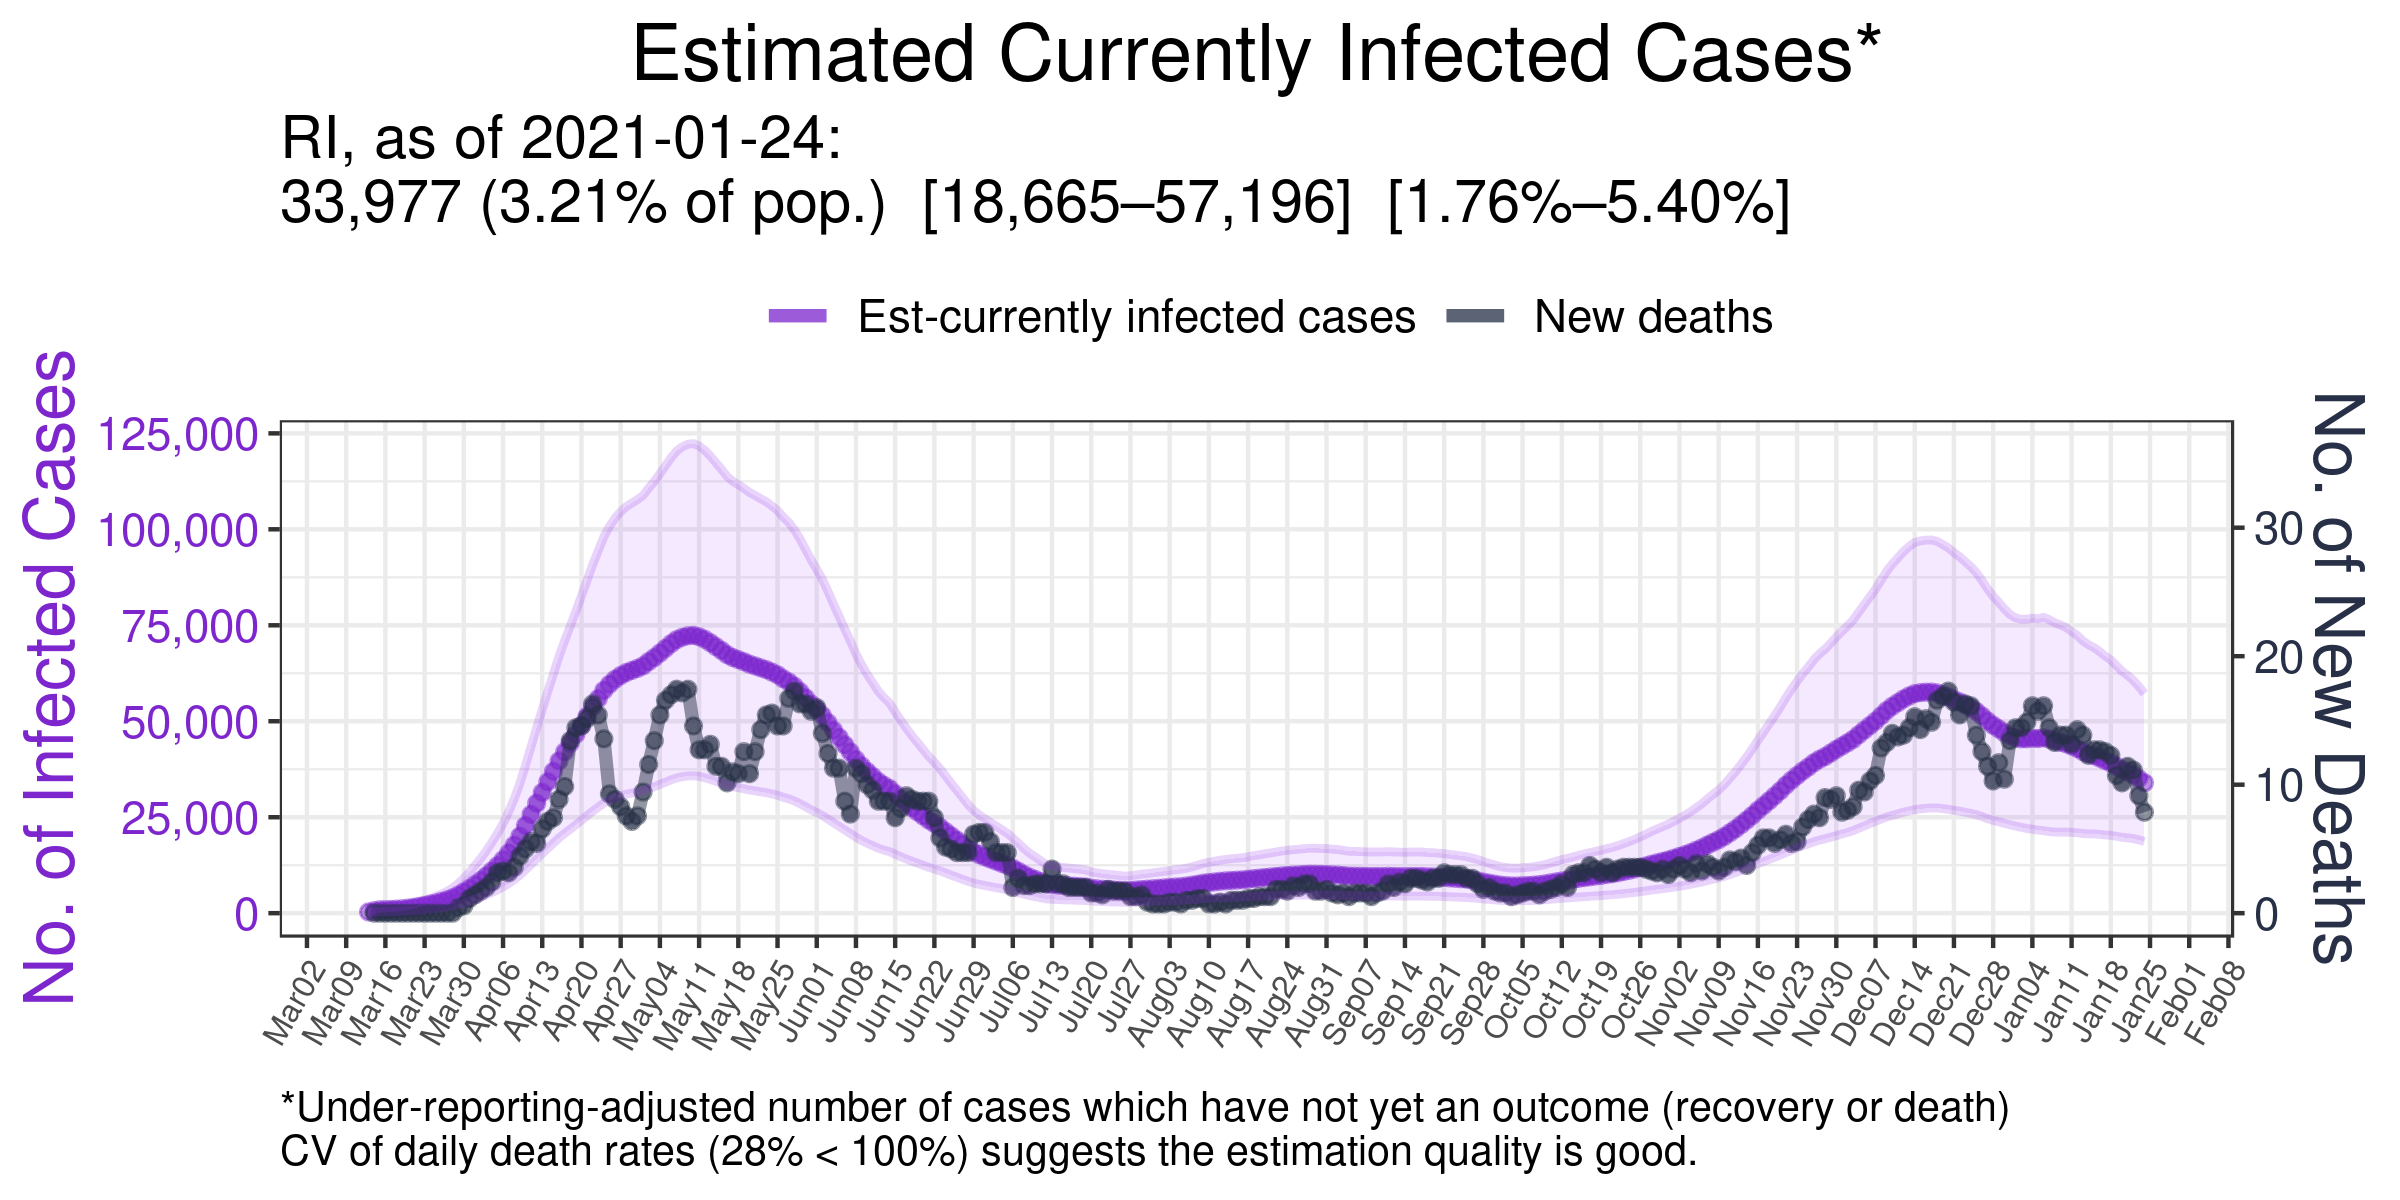 Estimated Currently Infected Cases*
RI, as of 2021-01-24:
33,977 (3.21% of pop.)  [18,665–57,196]  [1.76%–5.40%]
Est-currently infected cases
New deaths
No. of Infected Cases
125,000
100,000
75,000
50,000
25,000
0
No. of New Deaths
30
20
10
0
Mar02
Mar09
Mar16
Mar23
Mar30
Apr06
Apr13
Apr20
Apr27
May04
May11
May18
May25
Jun01
Jun08
Jun15
Jun22
Jun29
Jul06
Jul13
Jul20
Jul27
Aug03
Aug10
Aug17
Aug24
Aug31
Sep07
Sep14
Sep21
Sep28
Oct05
Oct12
Oct19
Oct26
Nov02
Nov09
Nov16
Nov23
Nov30
Dec07
Dec14
Dec21
Dec28
Jan04
Jan11
Jan18
Jan25
Feb01
Feb08
*Under-reporting-adjusted number of cases which have not yet an outcome (recovery or death)
CV of daily death rates (28% < 100%) suggests the estimation quality is good.